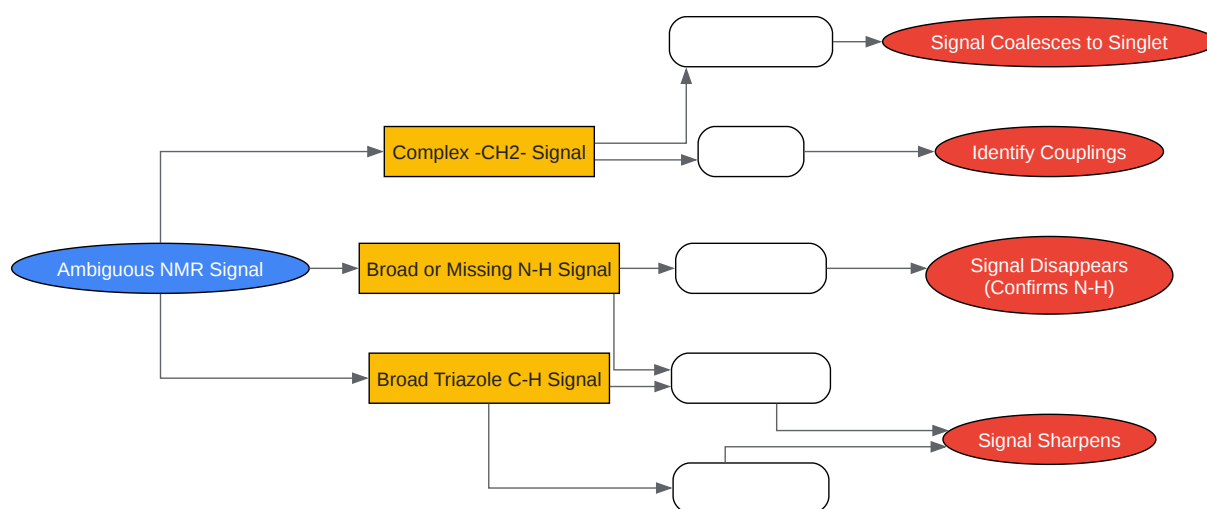 Signal Coalesces to Singlet
Complex -CH2- Signal
Identify Couplings
Ambiguous NMR Signal
Broad or Missing N-H Signal
Signal Disappears
(Confirms N-H)
Broad Triazole C-H Signal
Signal Sharpens